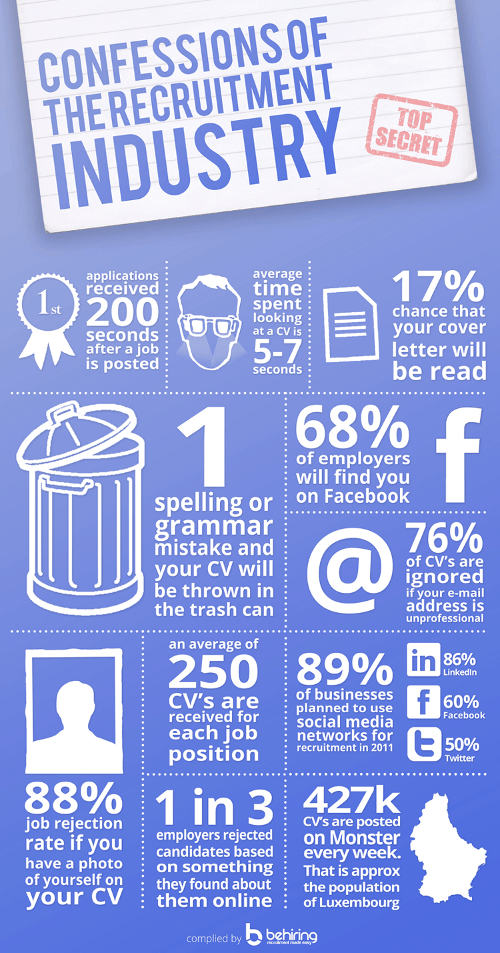 CONFESSIONS OF
THE RECRUITMENT
INDUSTRY
TOP
SECRET
1st
applications
received
200
seconds
after a job
is posted
average
time
spent
looking
at a CV is
5-7
seconds
17%
chance that
your cover
letter will
be read
1
spelling or
grammar
mistake and
your CV will
be thrown in
the trash can
68%
of employers
will find you
on Facebook
f
@
76%
of CV's are
ignored
if your e-mail
address is
unprofessional
88%
job rejection
rate if you
have a photo
of yourself on
your CV
an average of
250
CV's are
received for
each job
position
89%
of businesses
planned to use
social media
networks for
recruitment in 2011
in 86%
LinkedIn
f 60%
Facebook
t 50%
Twitter
1 in 3
employers rejected
candidates based
on something
they found about
them online
427k
CV's are posted
on Monster
every week.
That is approx
the population
of Luxembourg
complied by b behiring
recruitment made easy